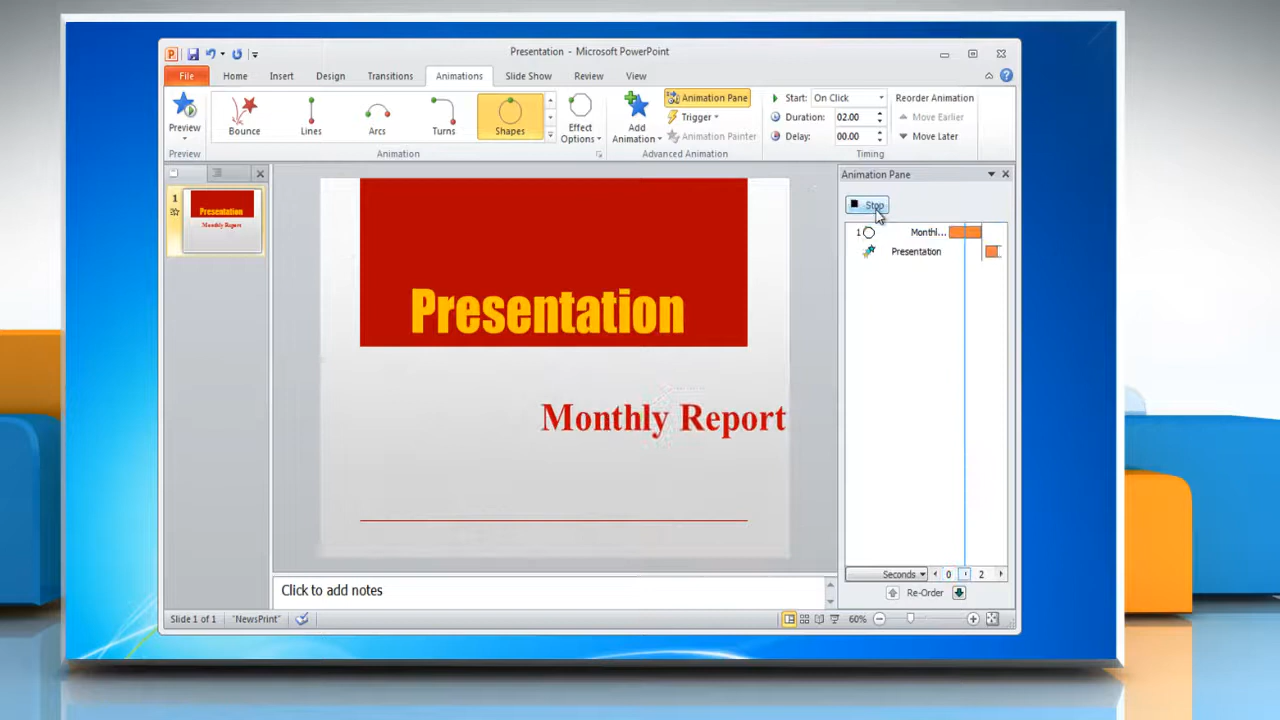 Presentation - Microsoft PowerPoint
File Home Insert Design Transitions Animations Slide Show Review View
Preview
Bounce Lines Arcs Turns Shapes
Effect Options
Add Animation
Animation Pane
Trigger
Animation Painter
Start: On Click
Duration: 02.00
Delay: 00.00
Reorder Animation
Move Earlier
Move Later
Preview Animation Advanced Animation Timing
1
Presentation
Monthly Report
Presentation
Monthly Report
Animation Pane
Stop
1 Monthl...
Presentation
Seconds 0 2
Re-Order
Click to add notes
Slide 1 of 1 "NewsPrint" 60%